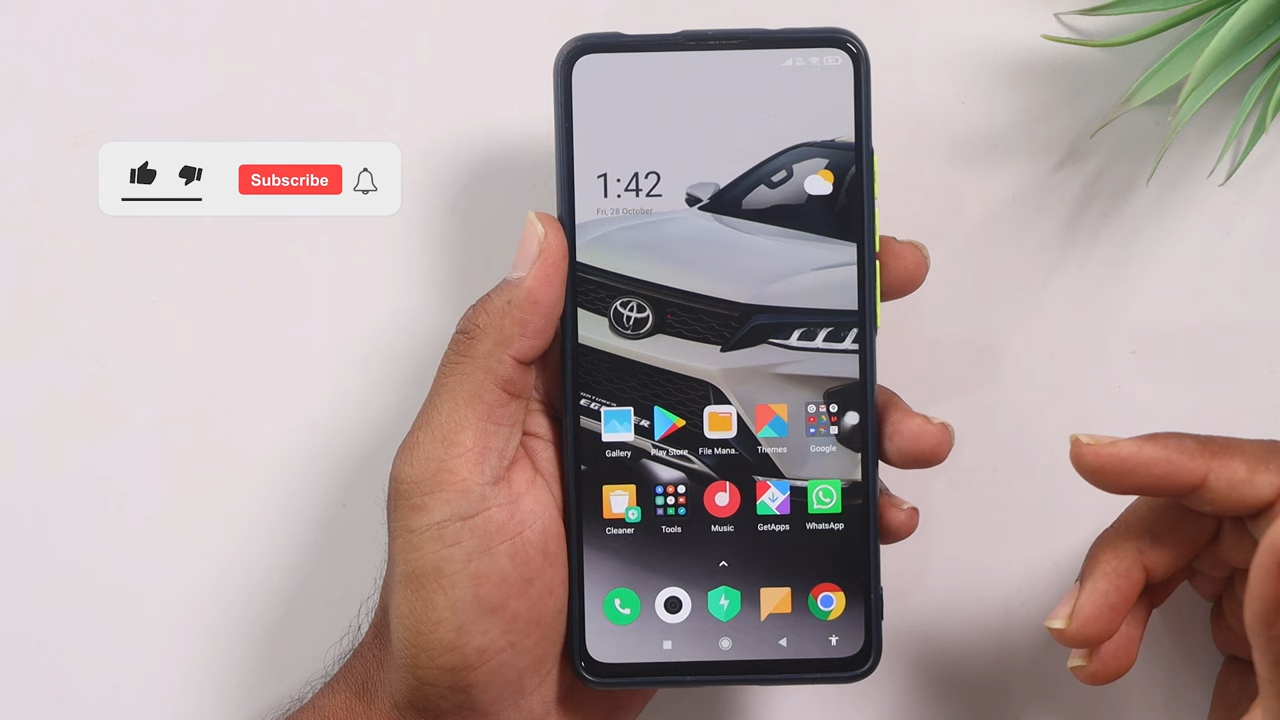 Subscribe
1:42
Fri, 28 October
Gallery
Play Store
File Mana..
Themes
Google
Cleaner
Tools
Music
GetApps
WhatsApp